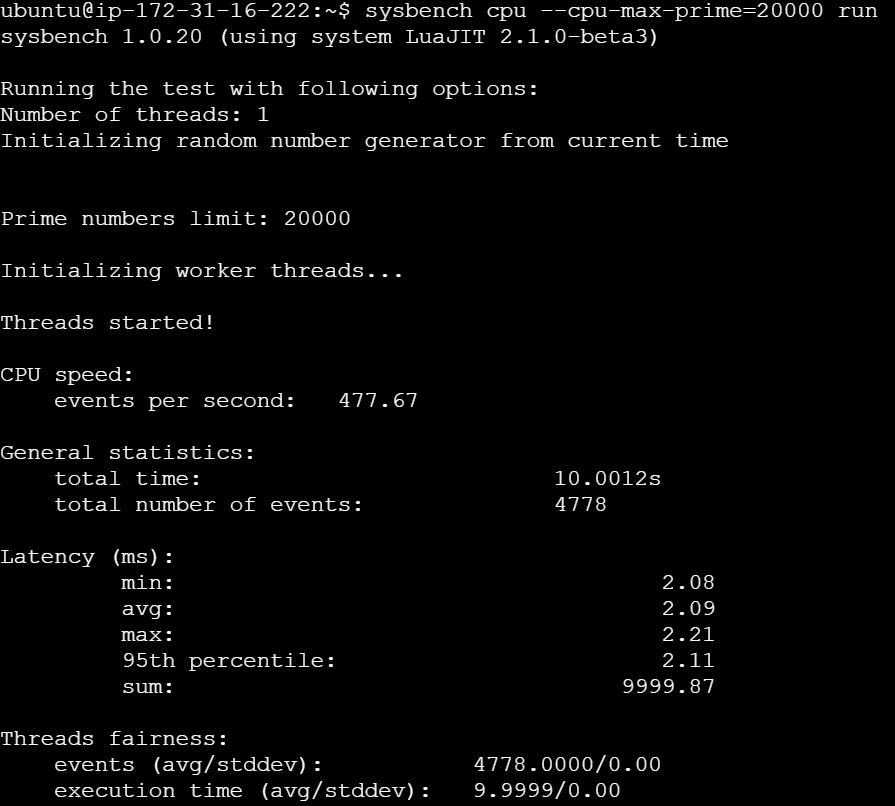 ubuntu@ip-172-31-16-222:~$ sysbench cpu --cpu-max-prime=20000 run
sysbench 1.0.20 (using system LuaJIT 2.1.0-beta3)
Running the test with following options:
Number of threads: 1
Initializing random number generator from current time
Prime numbers limit: 20000
Initializing worker threads...
Threads started!
CPU speed:
events per second: 477.67
General statistics:
total time: 10.0012s
total number of events: 4778
Latency (ms):
min: 2.08
avg: 2.09
max: 2.21
95th percentile: 2.11
sum: 9999.87
Threads fairness:
events (avg/stddev): 4778.0000/0.00
execution time (avg/stddev): 9.9999/0.00